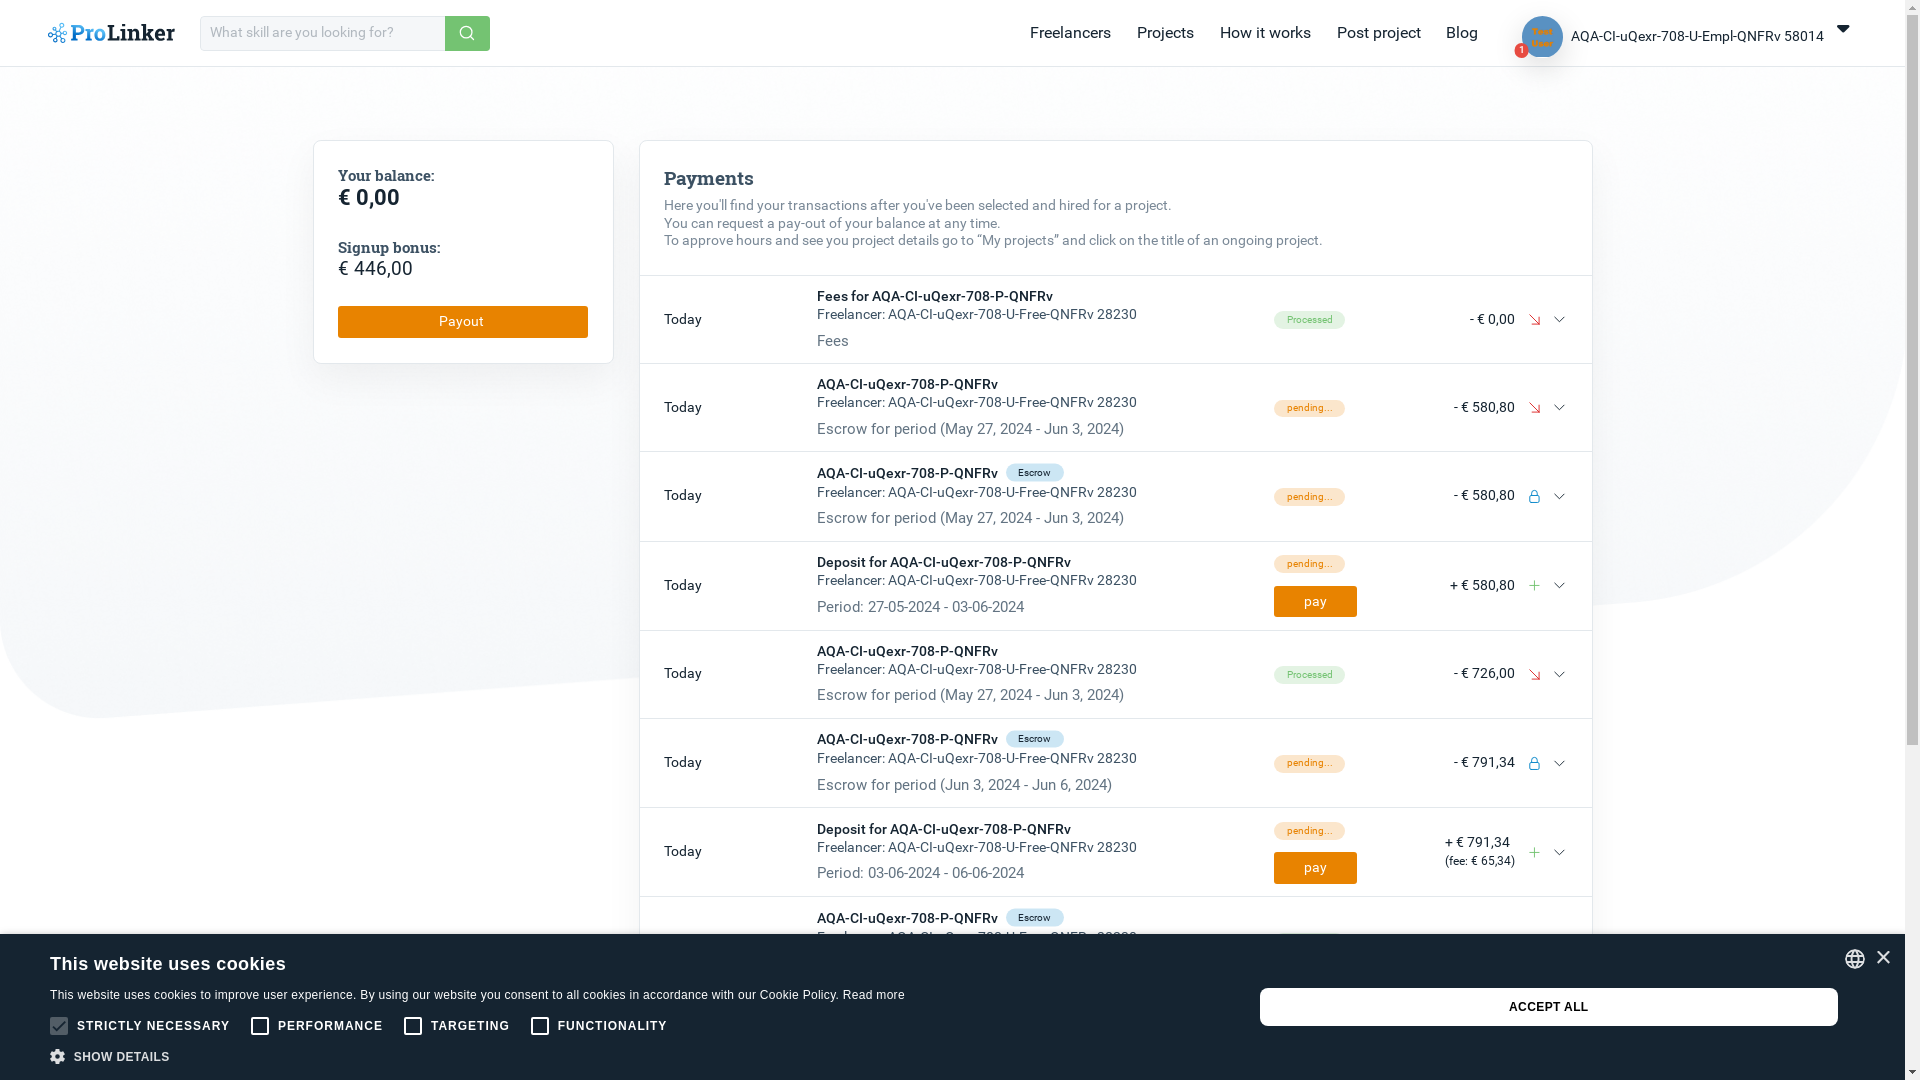 ProLinker
What skill are you looking for?
Freelancers
Projects
How it works
Post project
Blog
1
AQA-CI-uQexr-708-U-Empl-QNFRv 58014
Your balance:
€ 0,00
Signup bonus:
€ 446,00
Payout
Payments
Here you'll find your transactions after you've been selected and hired for a project.
You can request a pay-out of your balance at any time.
To approve hours and see you project details go to “My projects” and click on the title of an ongoing project.
Today
Fees for AQA-CI-uQexr-708-P-QNFRv
Freelancer: AQA-CI-uQexr-708-U-Free-QNFRv 28230
Fees
Processed
- € 0,00
Today
AQA-CI-uQexr-708-P-QNFRv
Freelancer: AQA-CI-uQexr-708-U-Free-QNFRv 28230
Escrow for period (May 27, 2024 - Jun 3, 2024)
pending...
- € 580,80
Today
AQA-CI-uQexr-708-P-QNFRv Escrow
Freelancer: AQA-CI-uQexr-708-U-Free-QNFRv 28230
Escrow for period (May 27, 2024 - Jun 3, 2024)
pending...
- € 580,80
Today
Deposit for AQA-CI-uQexr-708-P-QNFRv
Freelancer: AQA-CI-uQexr-708-U-Free-QNFRv 28230
Period: 27-05-2024 - 03-06-2024
pending...
pay
+ € 580,80
Today
AQA-CI-uQexr-708-P-QNFRv
Freelancer: AQA-CI-uQexr-708-U-Free-QNFRv 28230
Escrow for period (May 27, 2024 - Jun 3, 2024)
Processed
- € 726,00
Today
AQA-CI-uQexr-708-P-QNFRv Escrow
Freelancer: AQA-CI-uQexr-708-U-Free-QNFRv 28230
Escrow for period (Jun 3, 2024 - Jun 6, 2024)
pending...
- € 791,34
Today
Deposit for AQA-CI-uQexr-708-P-QNFRv
Freelancer: AQA-CI-uQexr-708-U-Free-QNFRv 28230
Period: 03-06-2024 - 06-06-2024
pending...
pay
+ € 791,34
(fee: € 65,34)
AQA-CI-uQexr-708-P-QNFRv Escrow
This website uses cookies
This website uses cookies to improve user experience. By using our website you consent to all cookies in accordance with our Cookie Policy. Read more
STRICTLY NECESSARY
PERFORMANCE
TARGETING
FUNCTIONALITY
SHOW DETAILS
ACCEPT ALL